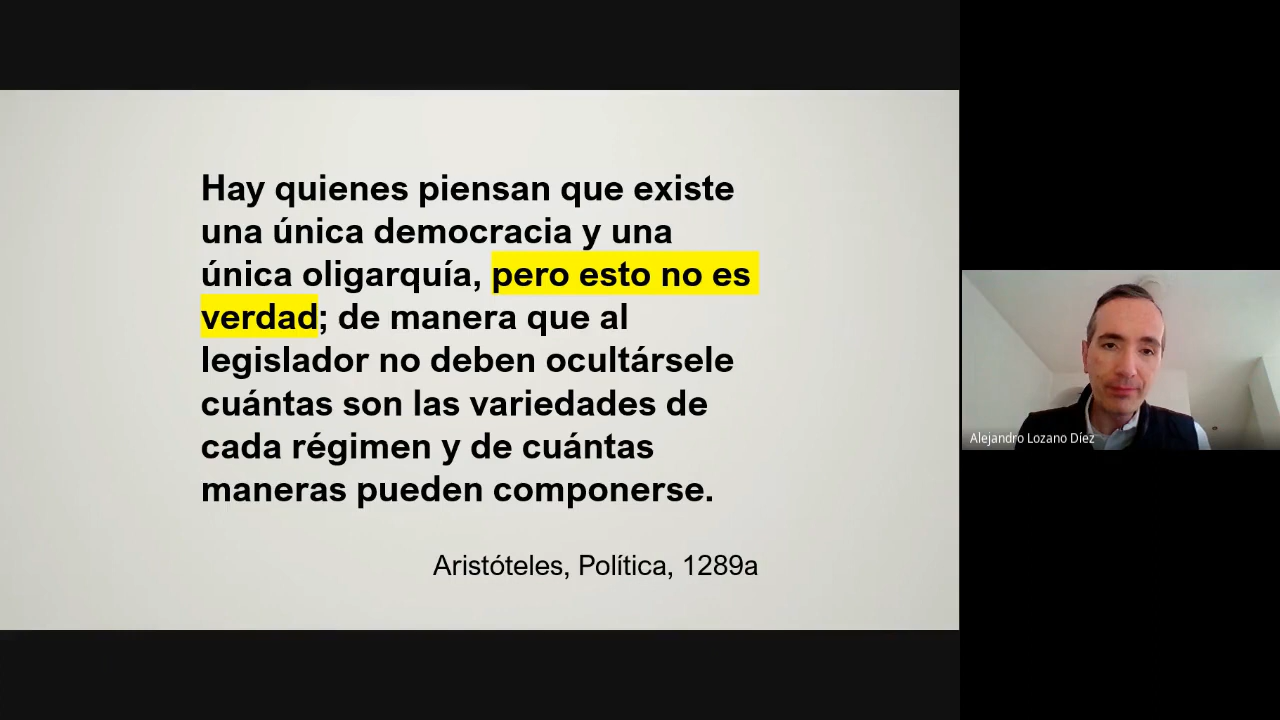 Hay quienes piensan que existe
una única democracia y una
única oligarquía, pero esto no es
verdad; de manera que al
legislador no deben ocultársele
cuántas son las variedades de
cada régimen y de cuántas
maneras pueden componerse.
Aristóteles, Política, 1289a
Alejandro Lozano Díez